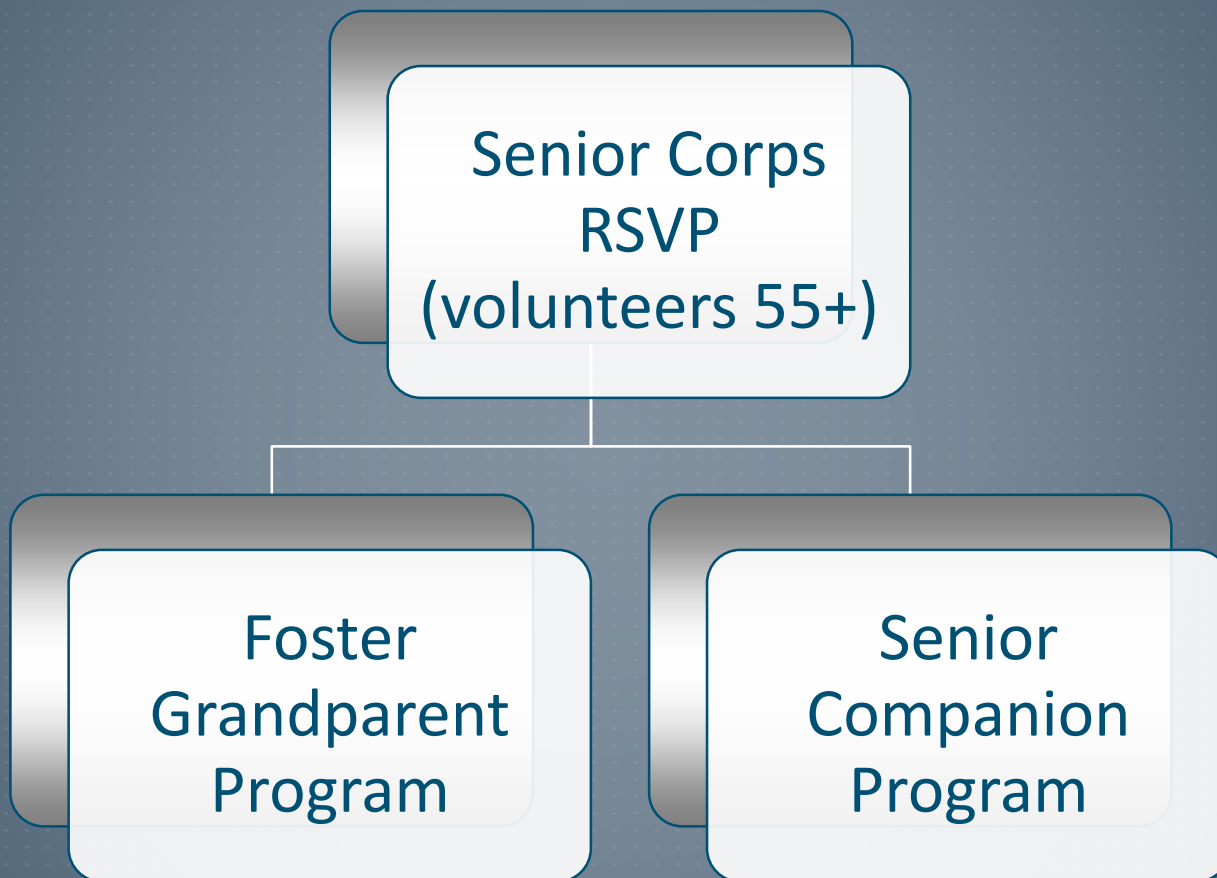 Senior Corps
RSVP
(volunteers 55+)
Foster
Grandparent
Program
Senior
Companion
Program